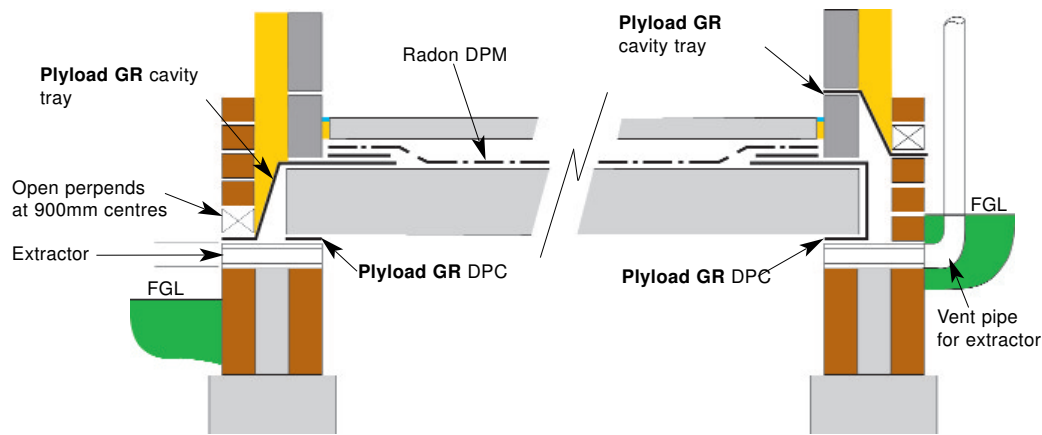 Plyload GR cavity
tray
Open perpends
at 900mm centres
Extractor
FGL
Radon DPM
Plyload GR DPC
Plyload GR
cavity tray
Plyload GR DPC
FGL
Vent pipe
for extractor